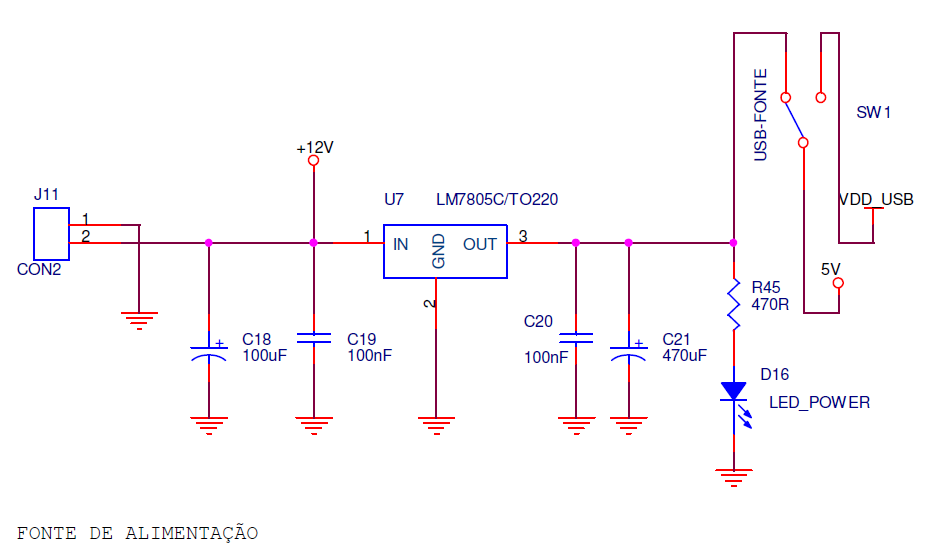 USB-FONTE
SW1
+12V
J11
1
2
CON2
U7
LM7805C/TO220
VDD_USB
1
IN
GND
OUT
3
2
5V
R45
470R
C18
100uF
C19
100nF
C20
100nF
C21
470uF
D16
LED_POWER
FONTE DE ALIMENTAÇÃO